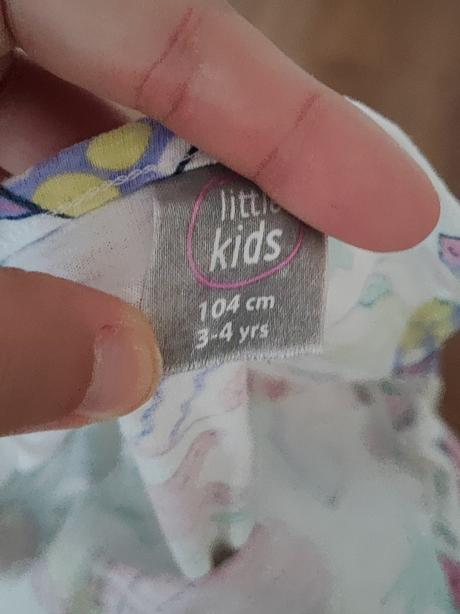 little
kids
104 cm
3-4 yrs